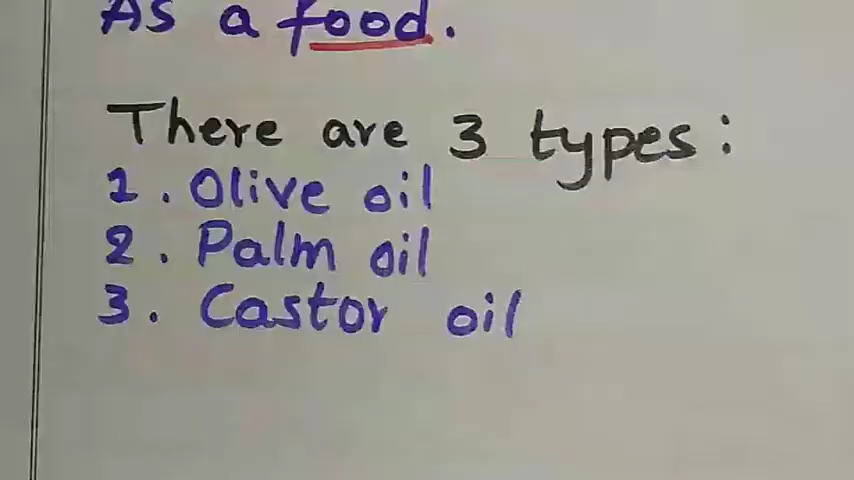 As a food.
There are 3 types:
1. Olive oil
2. Palm oil
3. Castor oil